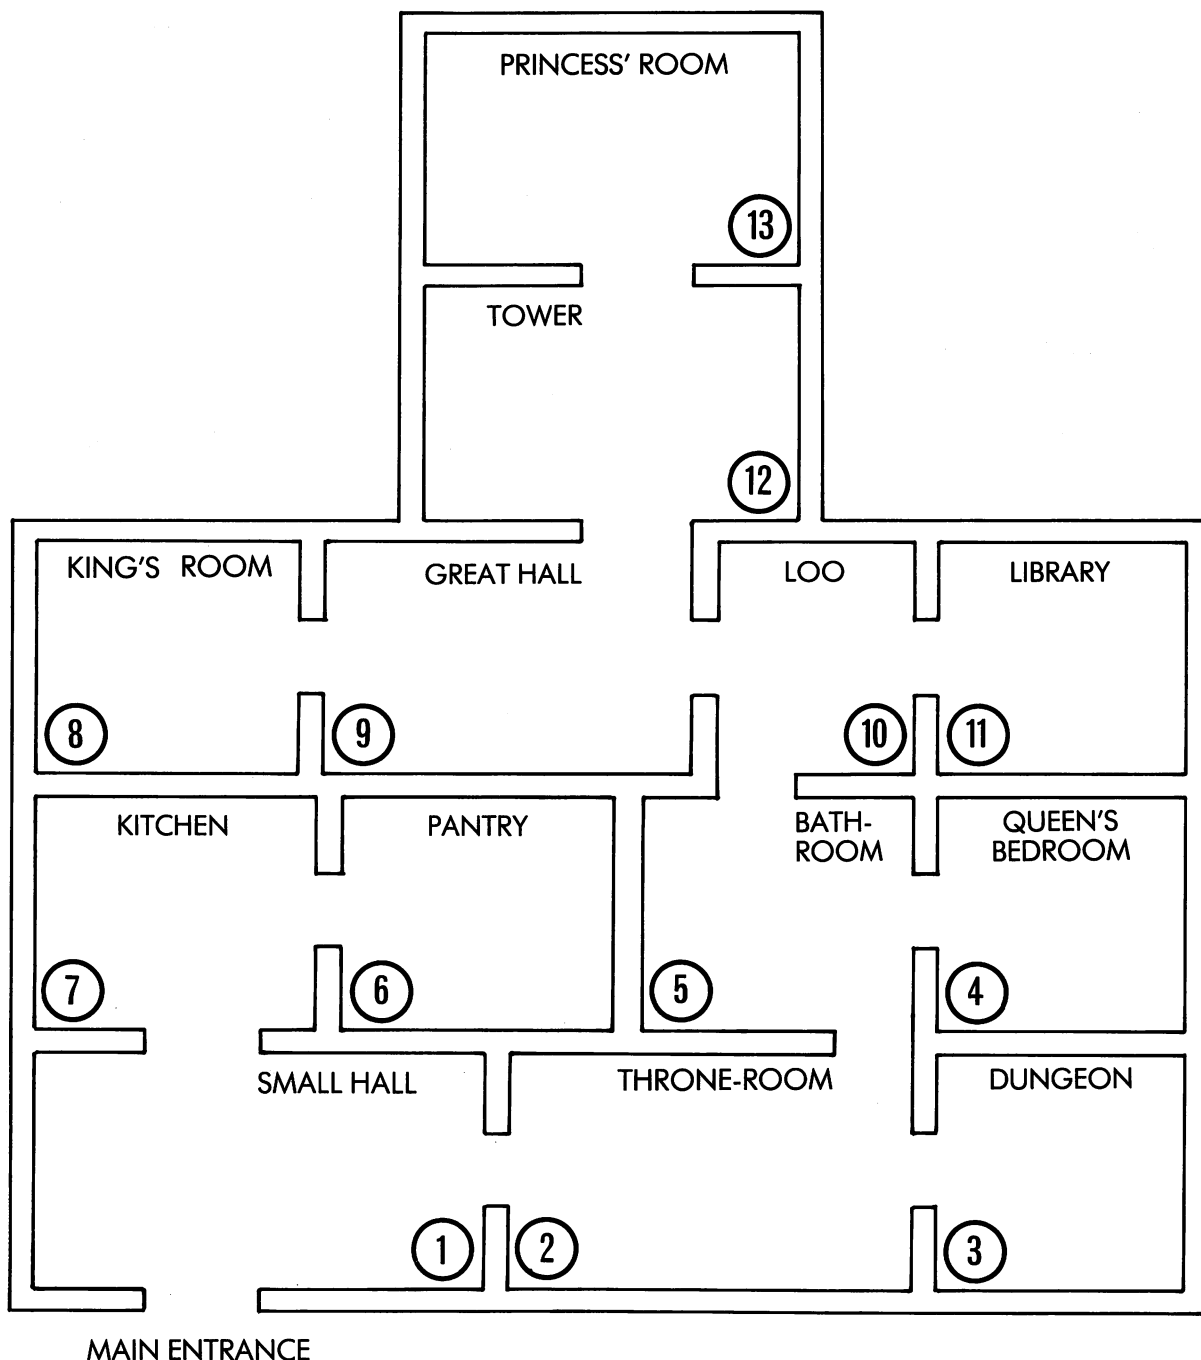 PRINCESS' ROOM
13
TOWER
12
KING'S ROOM
GREAT HALL
LOO
LIBRARY
8
9
10
11
KITCHEN
PANTRY
BATH-
ROOM
QUEEN'S
BEDROOM
7
6
5
4
SMALL HALL
THRONE-ROOM
DUNGEON
1
2
3
MAIN ENTRANCE